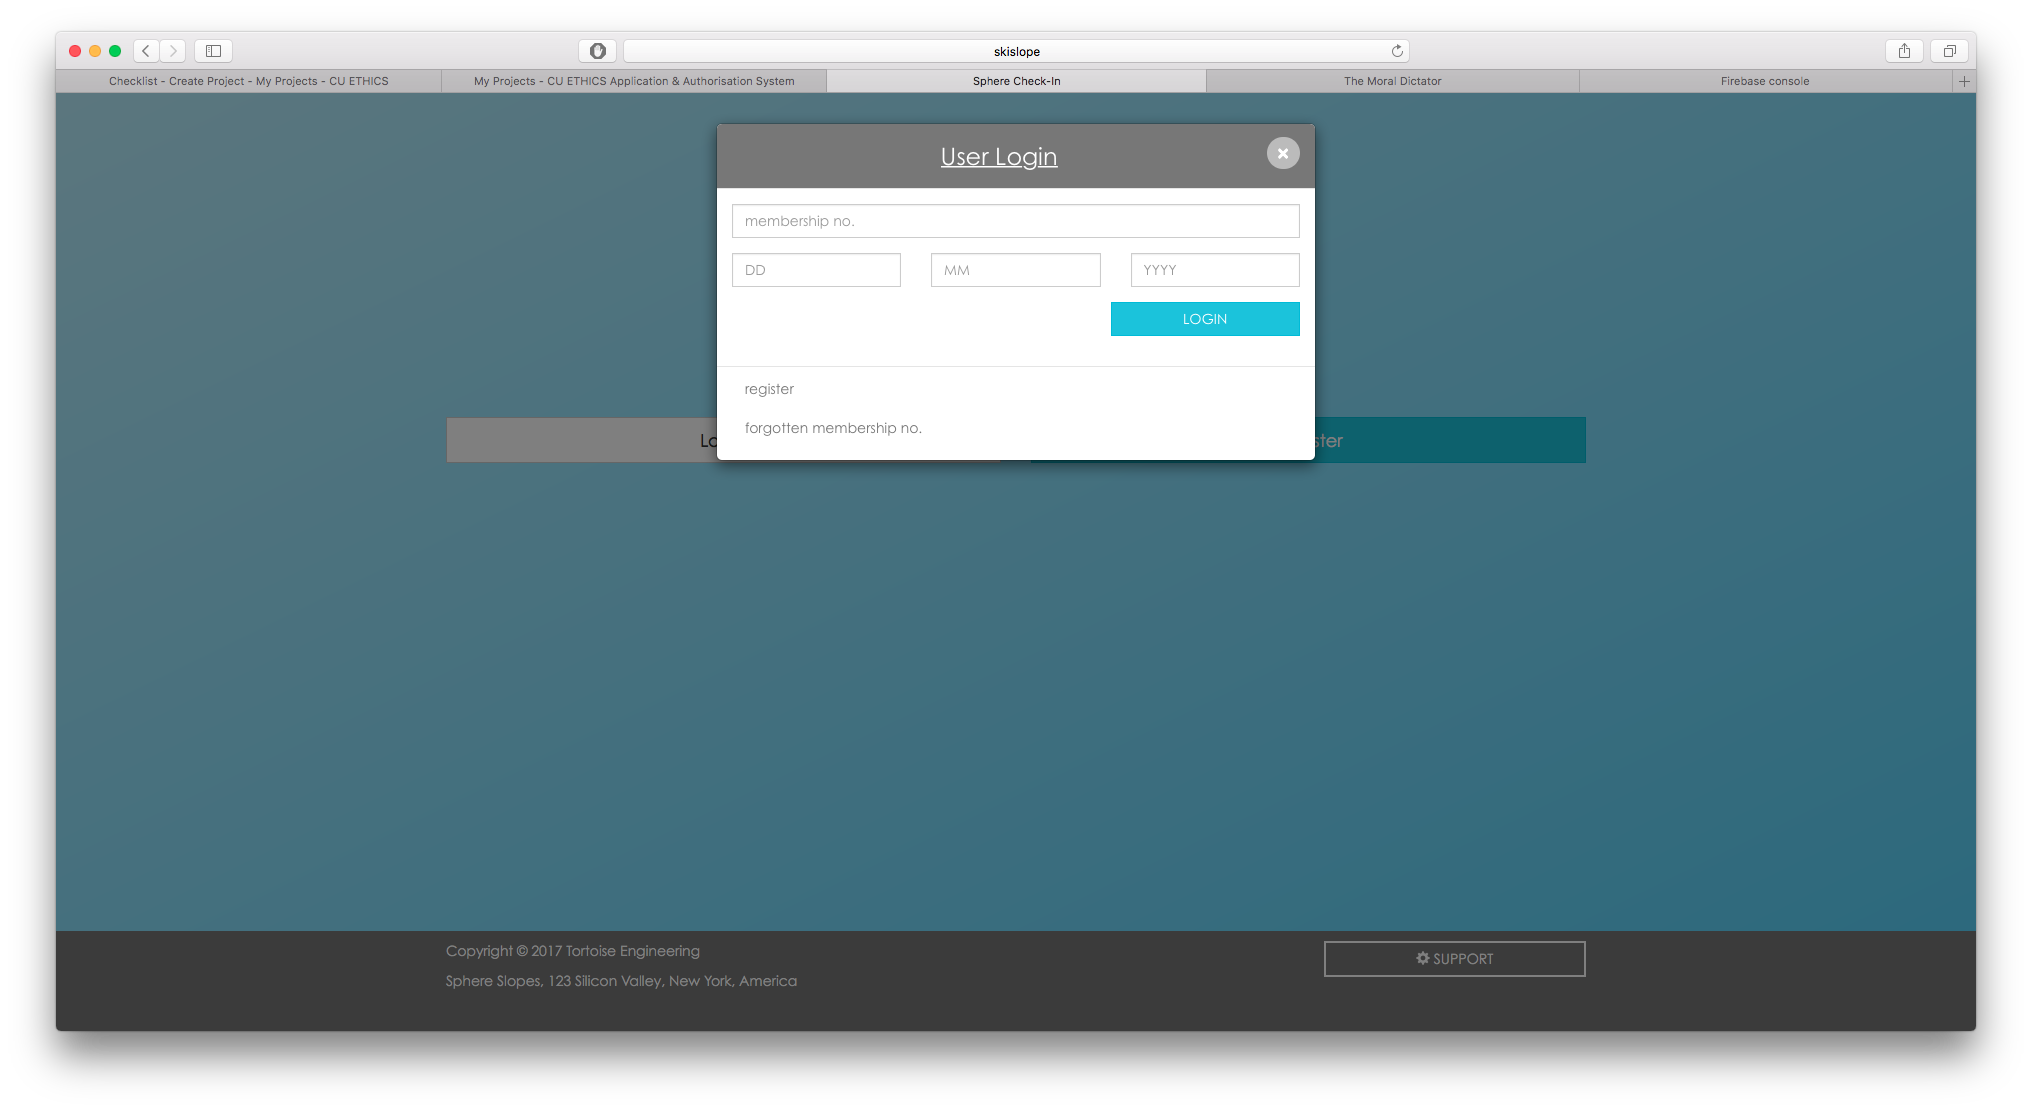 skislope
Checklist - Create Project - My Projects - CU ETHICS
My Projects - CU ETHICS Application & Authorisation System
Sphere Check-In
The Moral Dictator
Firebase console
User Login
membership no.
DD
MM
YYYY
LOGIN
register
forgotten membership no.
Lo
ster
Copyright © 2017 Tortoise Engineering
Sphere Slopes, 123 Silicon Valley, New York, America
SUPPORT